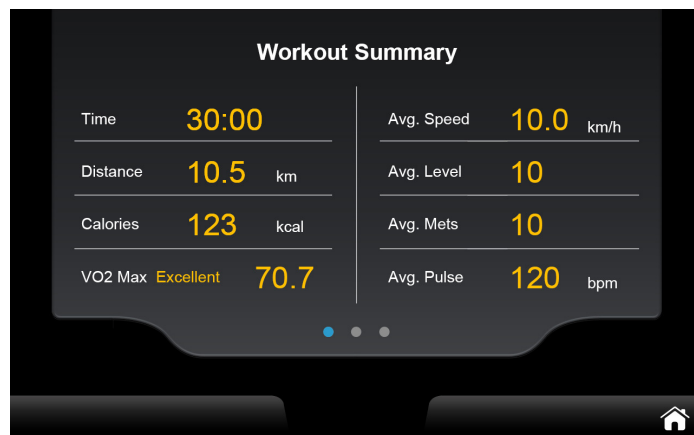 Workout Summary
Time 30:00
Distance 10.5 km
Calories 123 kcal
VO2 Max Excellent 70.7
Avg. Speed 10.0 km/h
Avg. Level 10
Avg. Mets 10
Avg. Pulse 120 bpm